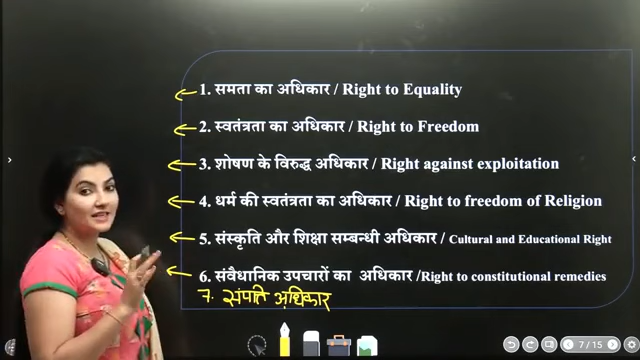 1. समता का अधिकार / Right to Equality
2. स्वतंत्रता का अधिकार / Right to Freedom
3. शोषण के विरुद्ध अधिकार / Right against exploitation
4. धर्म की स्वतंत्रता का अधिकार / Right to freedom of Religion
5. संस्कृति और शिक्षा सम्बन्धी अधिकार / Cultural and Educational Right
6. संवैधानिक उपचारों का अधिकार /Right to constitutional remedies
7. संपति अधिकार
7 / 15